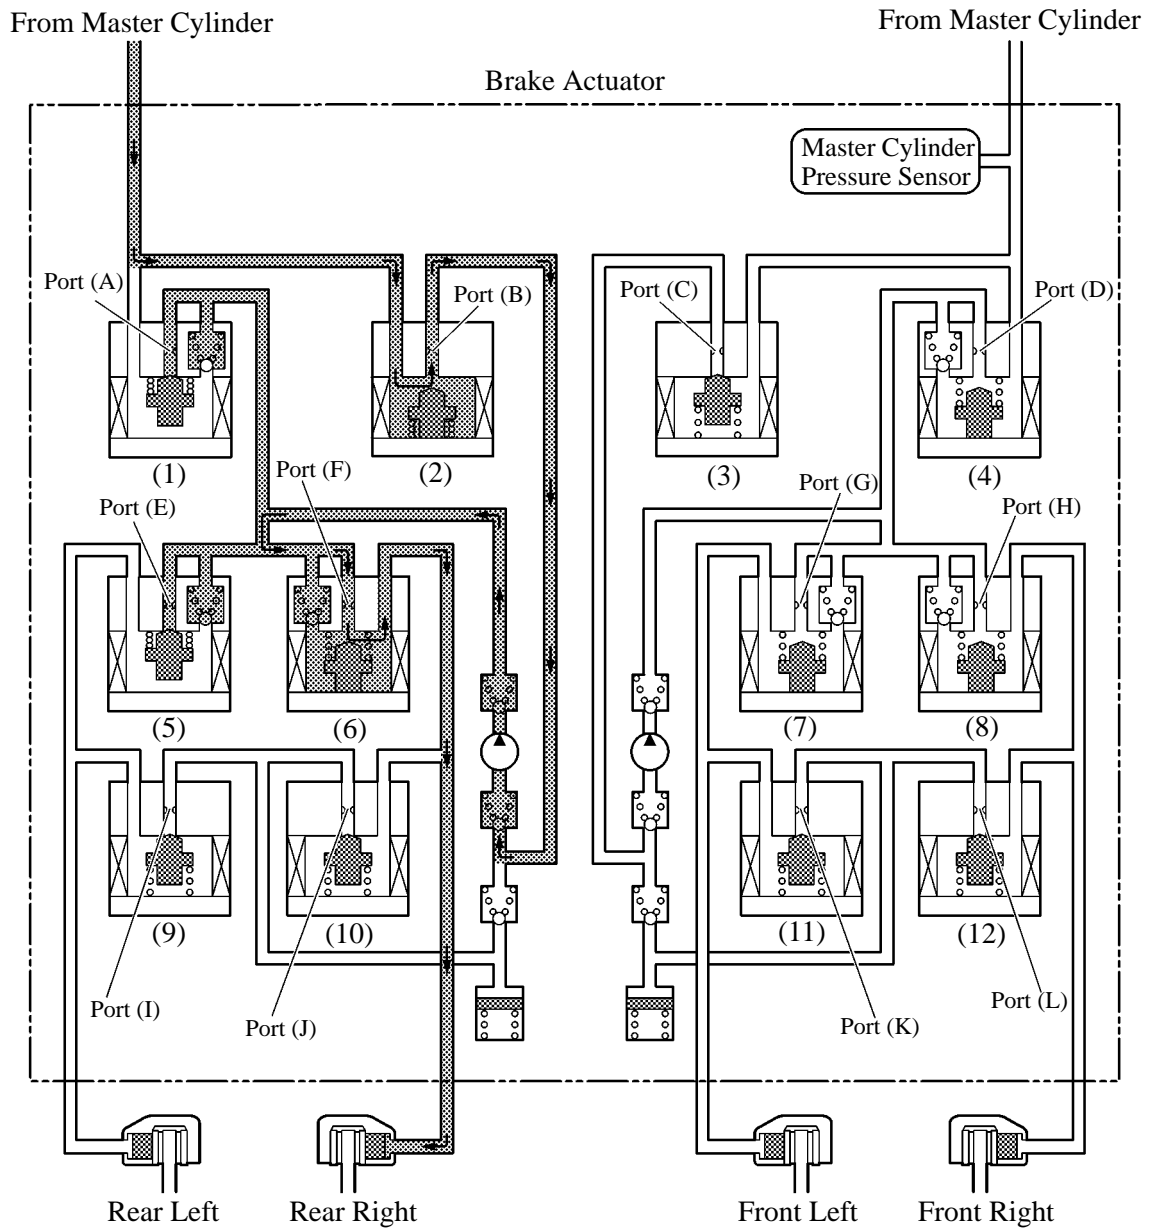 From Master Cylinder
From Master Cylinder
Brake Actuator
Master Cylinder
Pressure Sensor
Port (A)
Port (B)
Port (C)
Port (D)
(1)
(2)
(3)
(4)
Port (E)
Port (F)
Port (G)
Port (H)
(5)
(6)
(7)
(8)
(9)
(10)
(11)
(12)
Port (I)
Port (J)
Port (K)
Port (L)
Rear Left
Rear Right
Front Left
Front Right